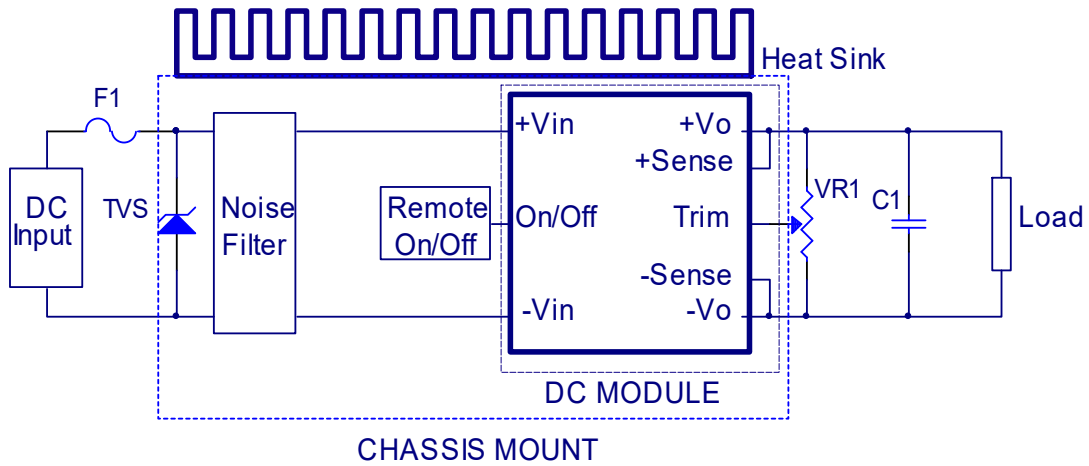 Heat Sink
F1
+Vin
+Vo
+Sense
DC
Input
TVS
Noise
Filter
Remote
On/Off
On/Off
Trim
VR1
C1
Load
-Sense
-Vin
-Vo
DC MODULE
CHASSIS MOUNT